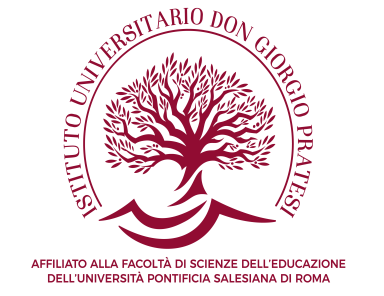 ISTITUTO UNIVERSITARIO DON GIORGIO PRATESI
AFFILIATO ALLA FACOLTÀ DI SCIENZE DELL'EDUCAZIONE
DELL'UNIVERSITÀ PONTIFICIA SALESIANA DI ROMA